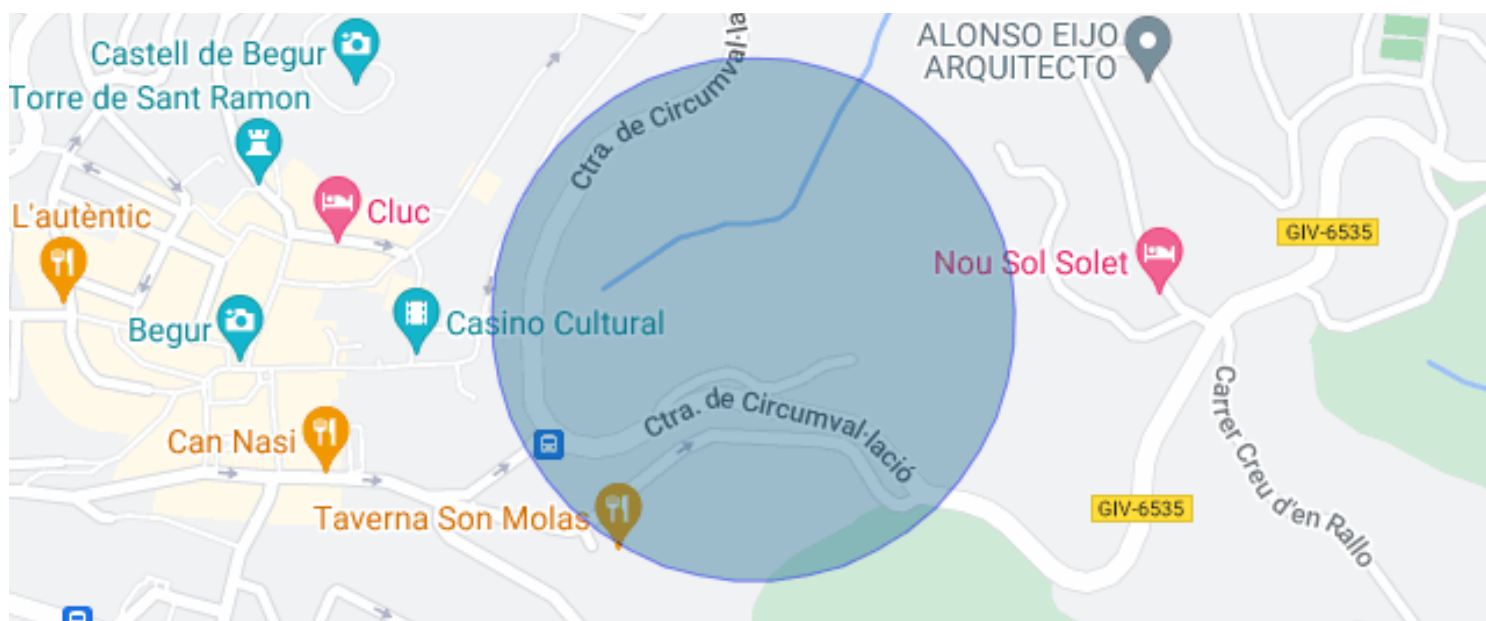 Castell de Begur
Torre de Sant Ramon
L'autèntic
Cluc
Begur
Casino Cultural
Can Nasi
Taverna Son Molas
Ctra. de Circumval·la
Ctra. de Circumval·lació
ALONSO EIJO
ARQUITECTO
Nou Sol Solet
GIV-6535
GIV-6535
Carrer Creu d'en Rallo